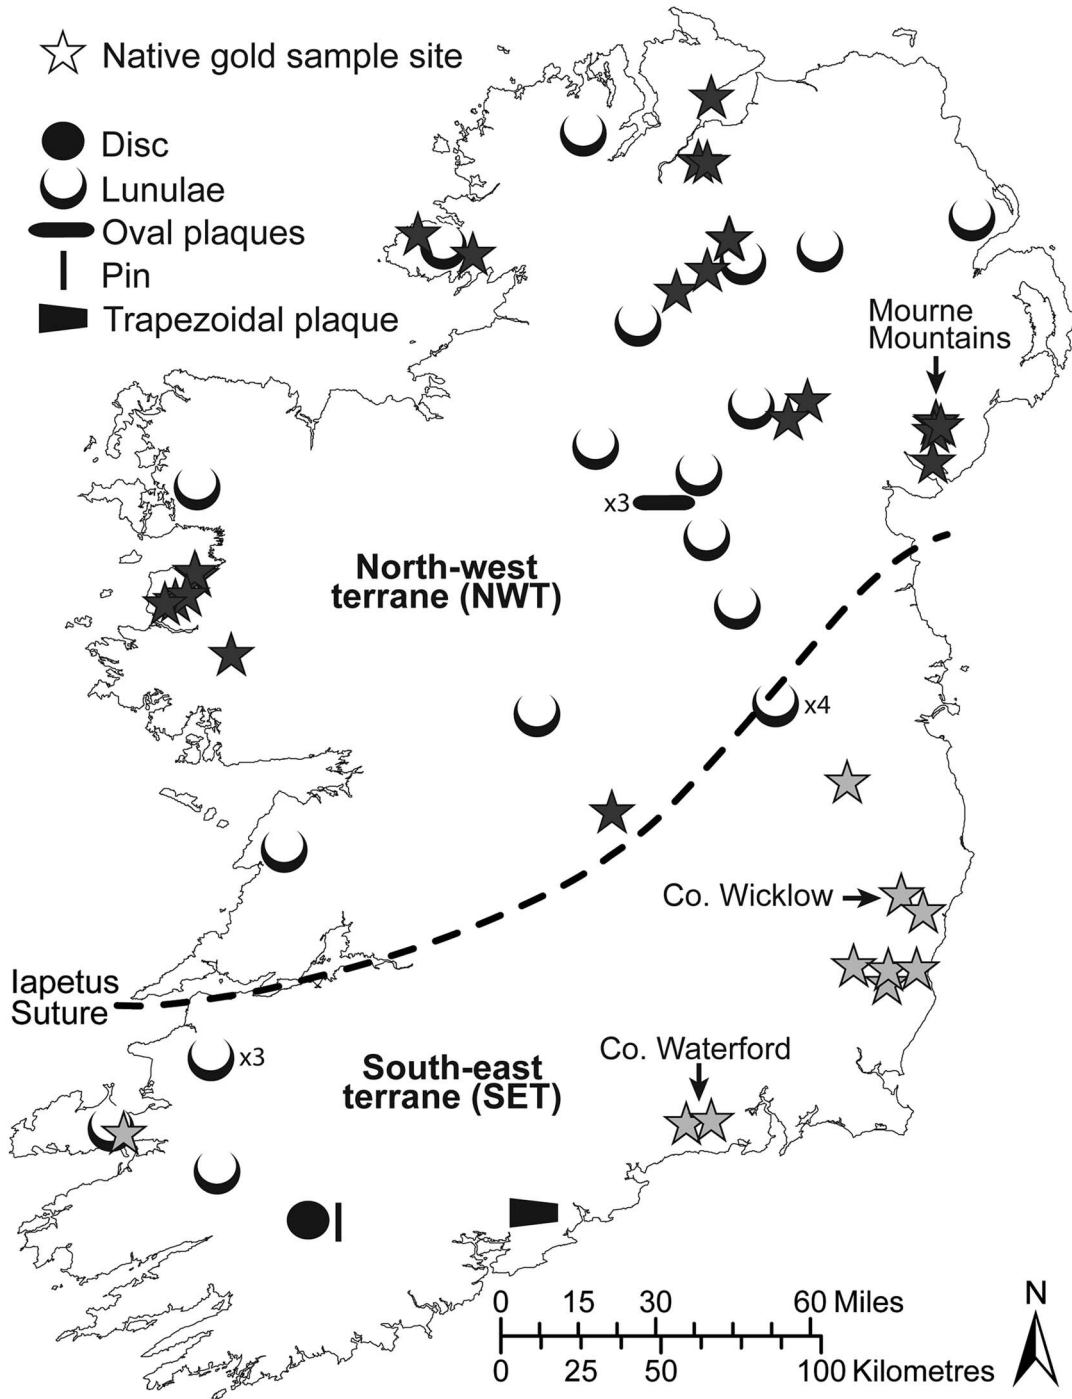 Native gold sample site
Disc
Lunulae
Oval plaques
Pin
Trapezoidal plaque
Mourne
Mountains
x3
North-west
terrane (NWT)
x4
Co. Wicklow
Iapetus
Suture
x3
South-east
terrane (SET)
Co. Waterford
0 15 30 60 Miles
0 25 50 100 Kilometres
N